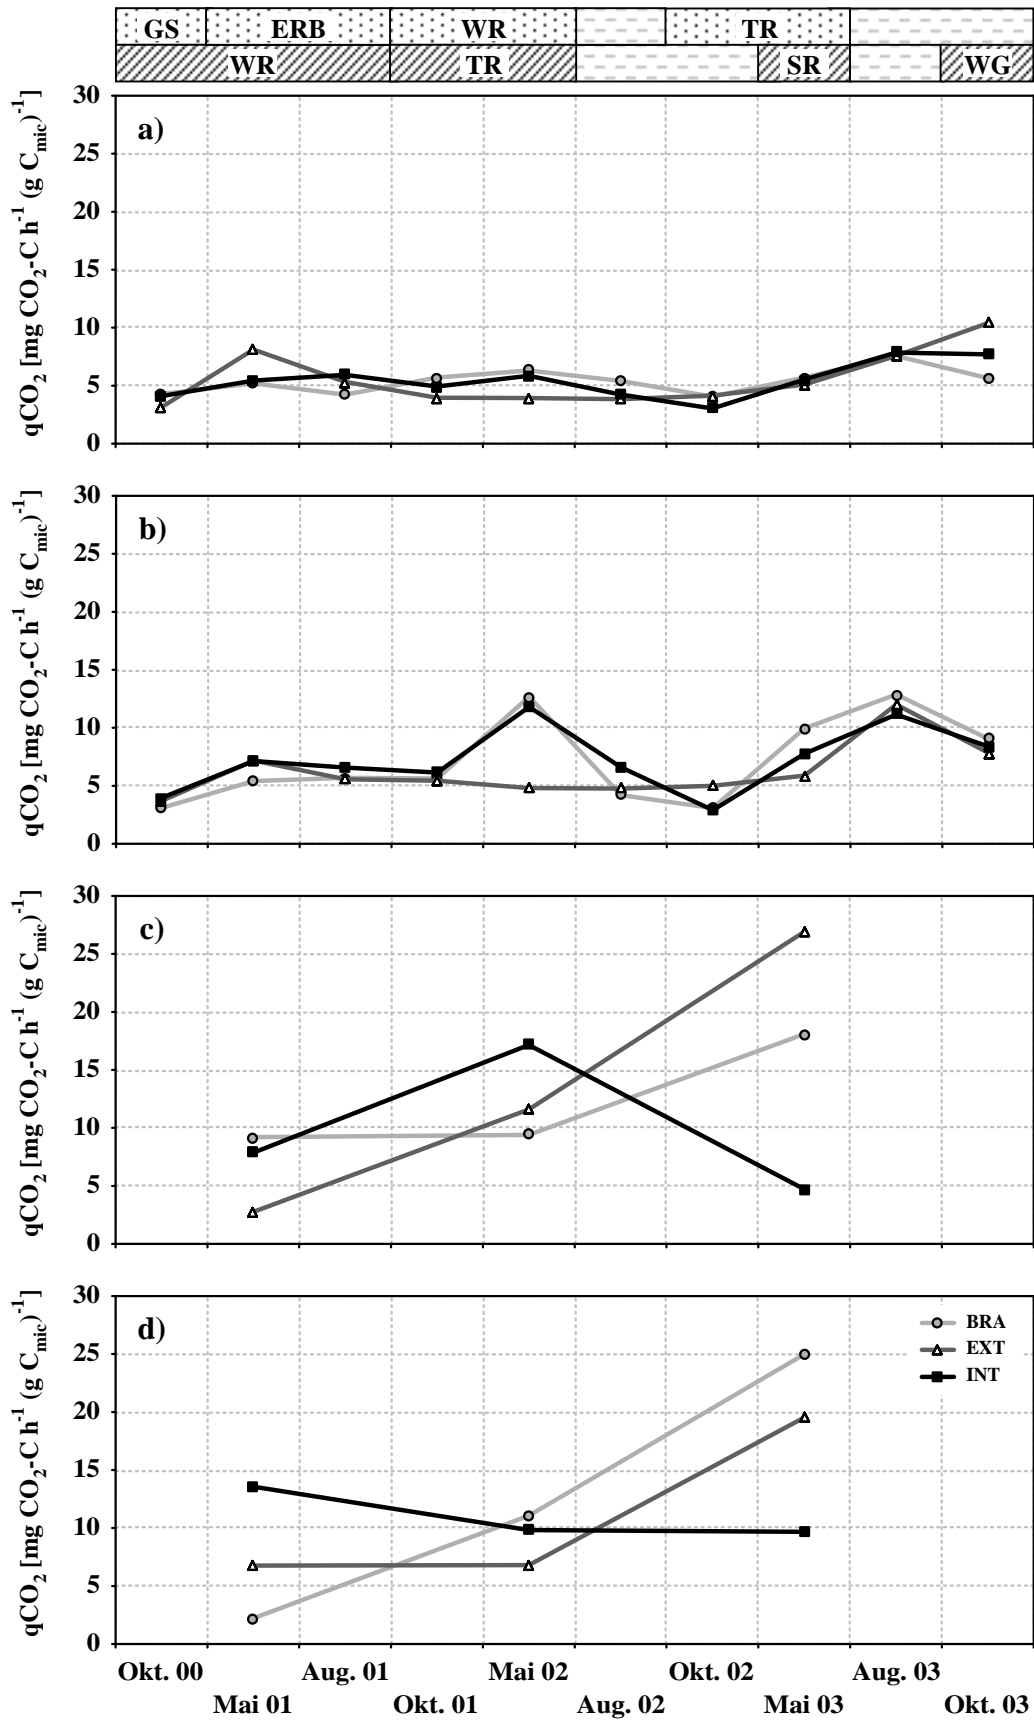 GS ERB WR TR
WR TR SR WG
a)
qCO₂ [mg CO₂-C h⁻¹ (g Cmic)⁻¹]
30
25
20
15
10
5
0
b)
qCO₂ [mg CO₂-C h⁻¹ (g Cmic)⁻¹]
30
25
20
15
10
5
0
c)
qCO₂ [mg CO₂-C h⁻¹ (g Cmic)⁻¹]
30
25
20
15
10
5
0
d)
qCO₂ [mg CO₂-C h⁻¹ (g Cmic)⁻¹]
30
25
20
15
10
5
0
BRA
EXT
INT
Okt. 00 Aug. 01 Mai 02 Okt. 02 Aug. 03
Mai 01 Okt. 01 Aug. 02 Mai 03 Okt. 03